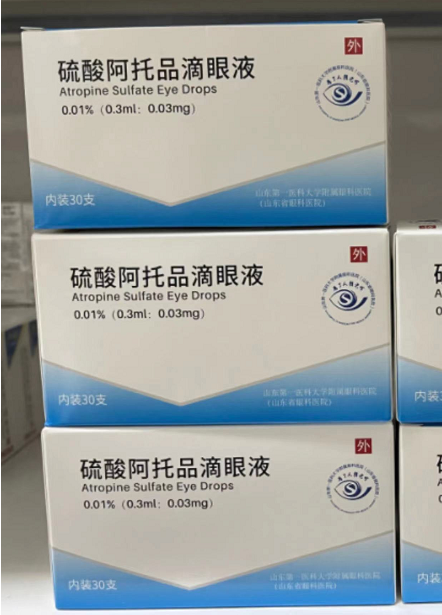 外
硫酸阿托品滴眼液
Atropine Sulfate Eye Drops
0.01%（0.3ml：0.03mg）
内装30支
山东第一医科大学附属眼科医院
（山东省眼科医院）
外
硫酸阿托品滴眼液
Atropine Sulfate Eye Drops
0.01%（0.3ml：0.03mg）
内装30支
山东第一医科大学附属眼科医院
（山东省眼科医院）
外
硫酸阿托品滴眼液
Atropine Sulfate Eye Drops
0.01%（0.3ml：0.03mg）
内装30支
山东第一医科大学附属眼科医院
（山东省眼科医院）
内装
内装3